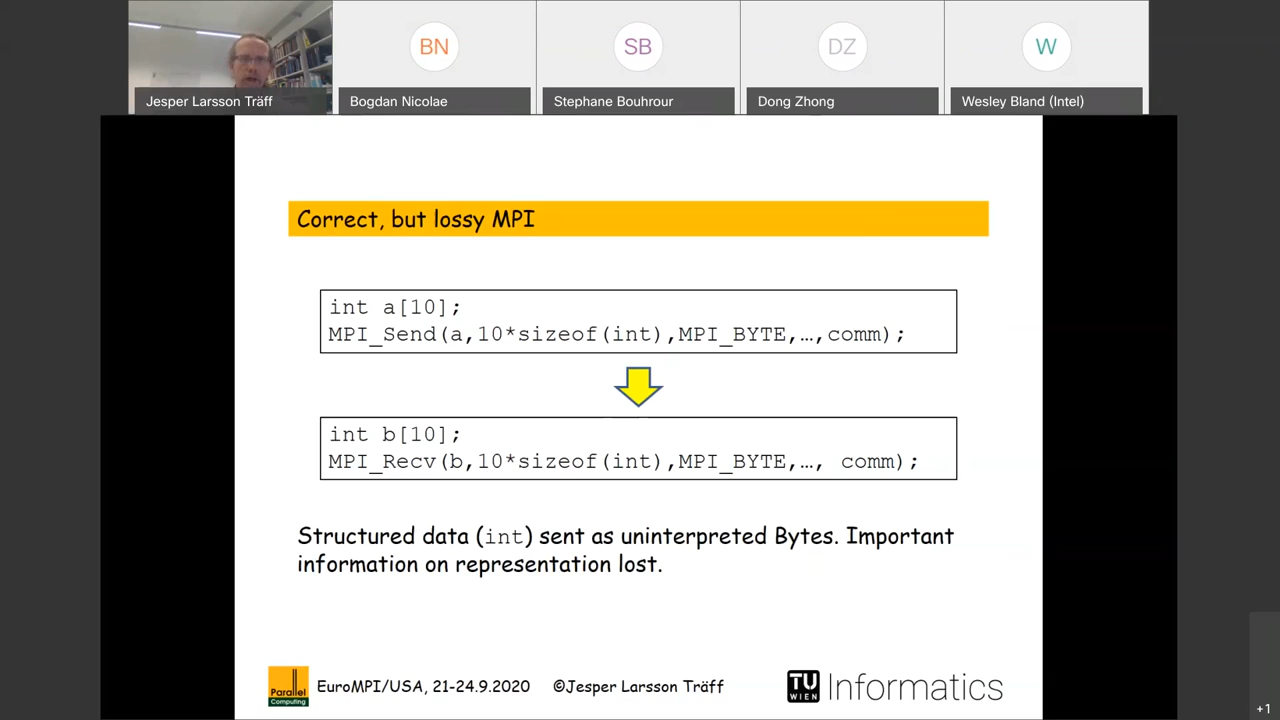 BN
SB
DZ
W
Jesper Larsson Träff
Bogdan Nicolae
Stephane Bouhrour
Dong Zhong
Wesley Bland (Intel)
Correct, but lossy MPI
int a[10];
MPI_Send(a,10*sizeof(int),MPI_BYTE,…,comm);
int b[10];
MPI_Recv(b,10*sizeof(int),MPI_BYTE,…, comm);
Structured data (int) sent as uninterpreted Bytes. Important
information on representation lost.
Parallel
Computing
EuroMPI/USA, 21-24.9.2020 ©Jesper Larsson Träff
TU
WIEN
Informatics
+1